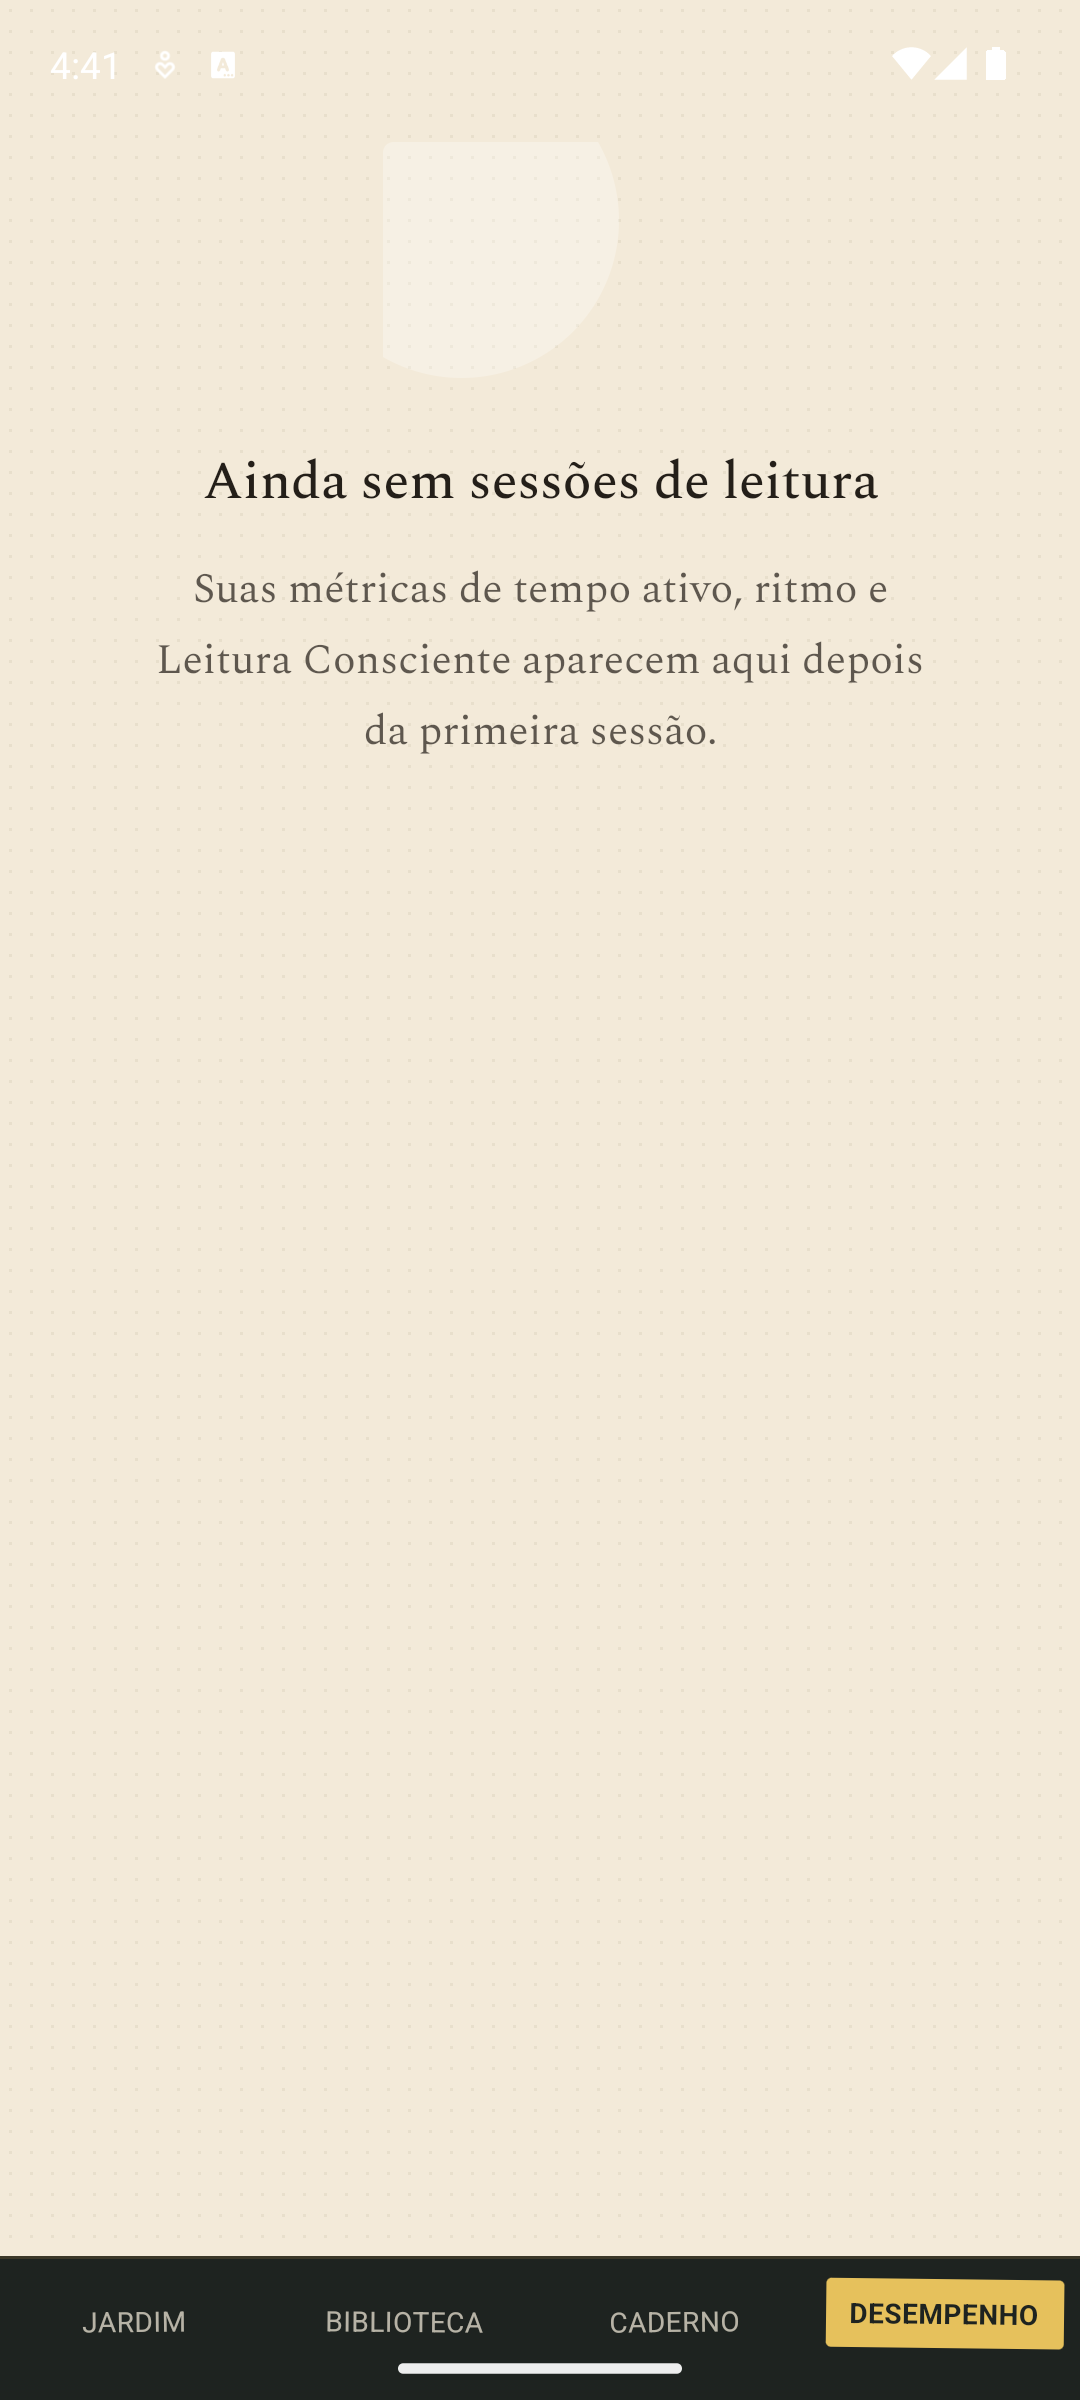 4:41
A
Ainda sem sessões de leitura
Suas métricas de tempo ativo, ritmo e
Leitura Consciente aparecem aqui depois
da primeira sessão.
JARDIM
BIBLIOTECA
CADERNO
DESEMPENHO